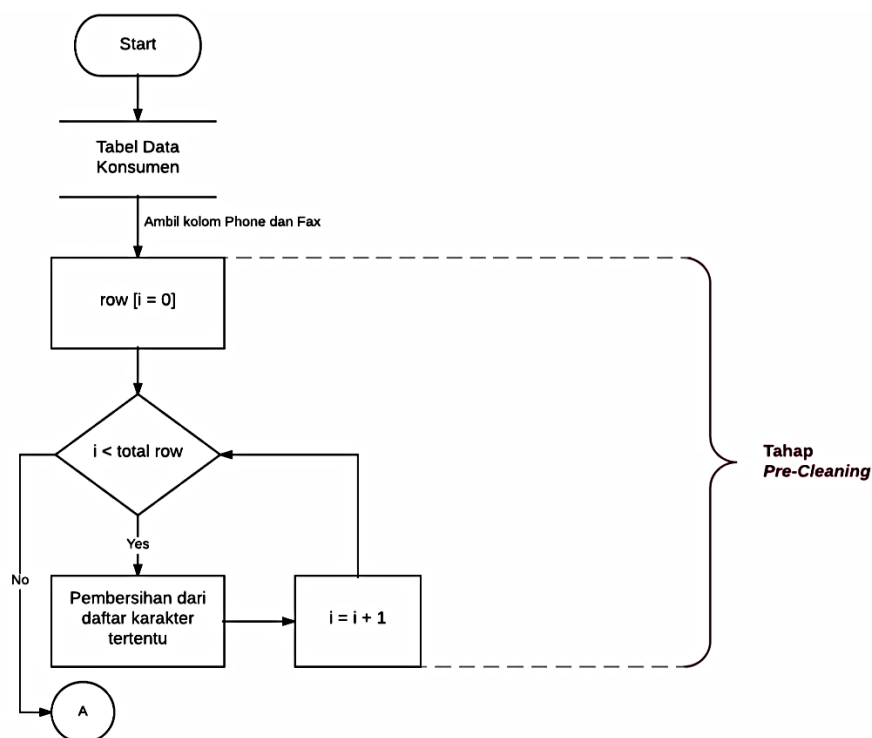 Start
Tabel Data
Konsumen
Ambil kolom Phone dan Fax
row [i = 0]
i < total row
Tahap
Pre-Cleaning
Yes
No
Pembersihan dari
daftar karakter
tertentu
i = i + 1
A